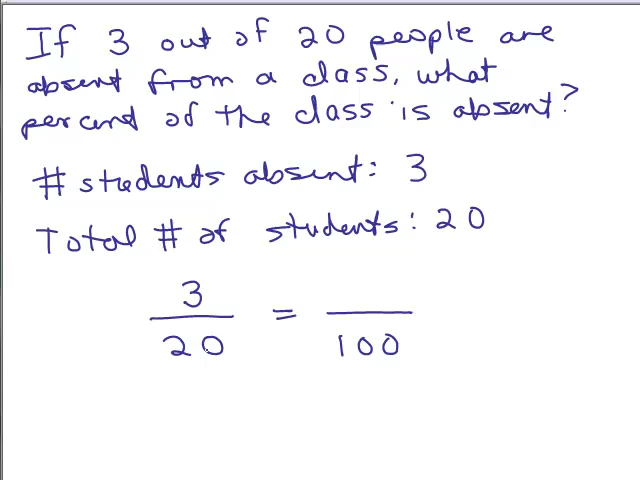 If 3 out of 20 people are
absent from a class, what
percent of the class is absent?
# students absent: 3
Total # of students: 20
3/20 = /100